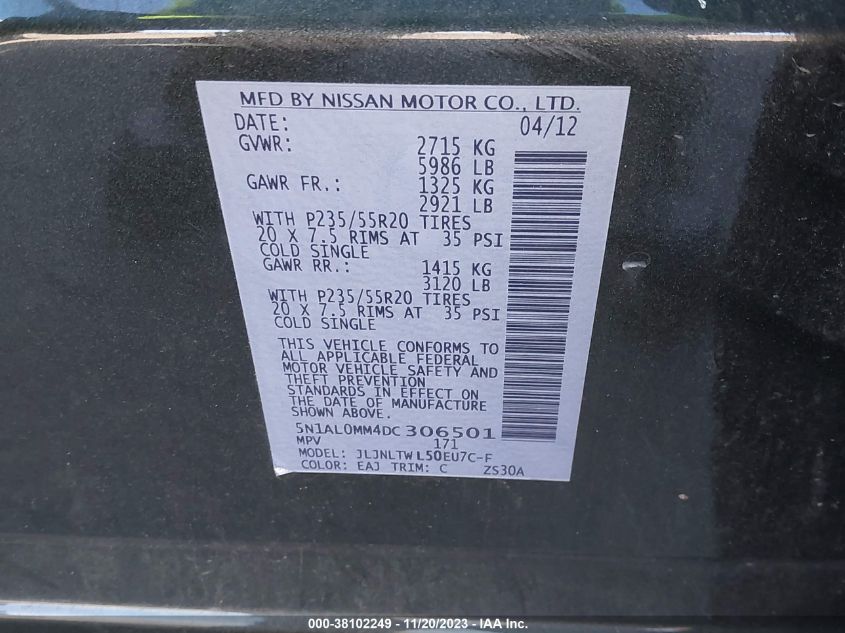 MFD BY NISSAN MOTOR CO., LTD.
DATE: 04/12
GVWR: 2715 KG
5986 LB
GAWR FR.: 1325 KG
2921 LB
WITH P235/55R20 TIRES
20 X 7.5 RIMS AT 35 PSI
COLD SINGLE
GAWR RR.: 1415 KG
3120 LB
WITH P235/55R20 TIRES
20 X 7.5 RIMS AT 35 PSI
COLD SINGLE
THIS VEHICLE CONFORMS TO
ALL APPLICABLE FEDERAL
MOTOR VEHICLE SAFETY AND
THEFT PREVENTION
STANDARDS IN EFFECT ON
THE DATE OF MANUFACTURE
SHOWN ABOVE.
5N1AL0MM4DC306501
MPV 171
MODEL: JLJNLTWL50EU7C-F
COLOR: EAJ TRIM: C ZS30A
000-38102249 - 11/20/2023 - IAA Inc.